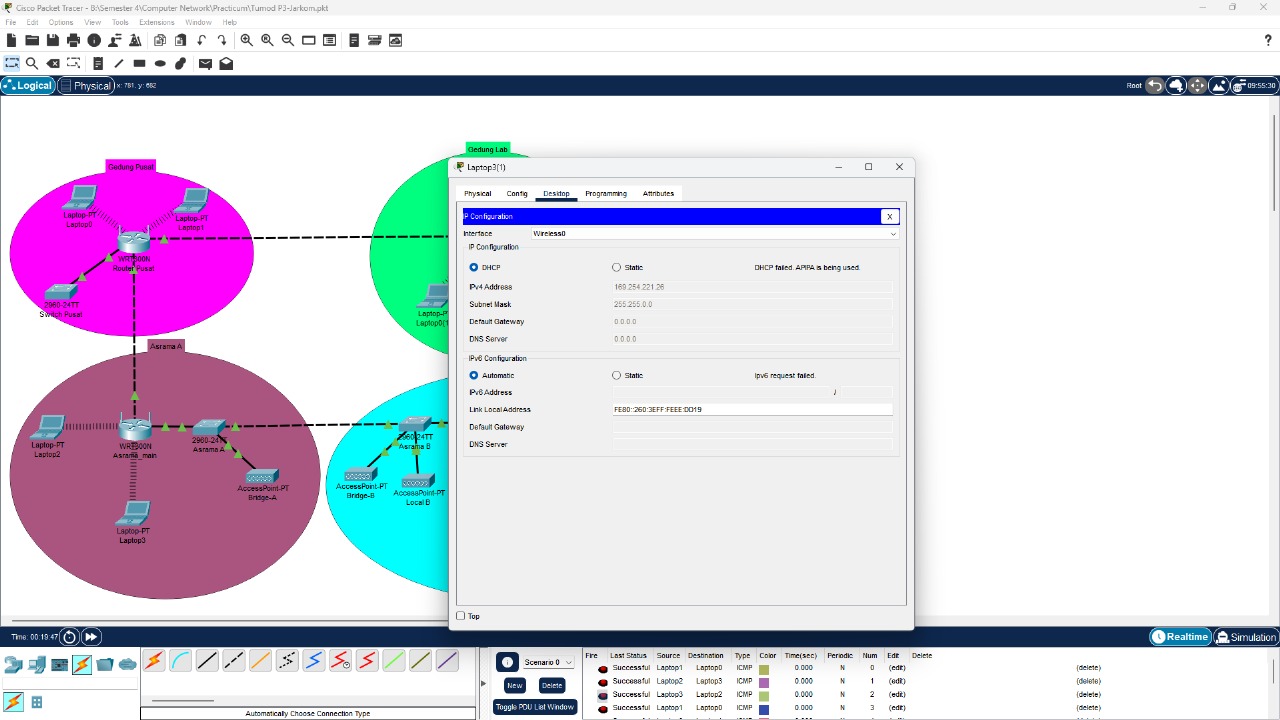 Cisco Packet Tracer - B:\Semester 4\Computer Network\Practicum\Tumod P3-Jarkom.pkt
File Edit Options View Tools Extensions Window Help
Logical Physical x: 781, y: 682 Root 09:55:30
Gedung Pusat
Laptop-PT
Laptop0
Laptop-PT
Laptop1
WRT300N
Router Pusat
2960-24TT
Switch Pusat
Gedung Lab
Laptop-PT
Laptop0(1
Asrama A
Laptop-PT
Laptop2
WRT300N
Asrama_main
2960-24TT
Asrama A
AccessPoint-PT
Bridge-A
Laptop-PT
Laptop3
2960-24TT
Asrama B
AccessPoint-PT
Bridge-B
AccessPoint-PT
Local B
Laptop3(1)
Physical Config Desktop Programming Attributes
IP Configuration X
Interface Wireless0
IP Configuration
DHCP Static DHCP failed. APIPA is being used.
IPv4 Address 169.254.221.26
Subnet Mask 255.255.0.0
Default Gateway 0.0.0.0
DNS Server 0.0.0.0
IPv6 Configuration
Automatic Static Ipv6 request failed.
IPv6 Address /
Link Local Address FE80::260:3EFF:FEEE:DD19
Default Gateway
DNS Server
Top
Time: 00:19:47 Realtime Simulation
Automatically Choose Connection Type
Scenario 0
New Delete
Toggle PDU List Window
Fire Last Status Source Destination Type Color Time(sec) Periodic Num Edit Delete
Successful Laptop1 Laptop0 ICMP 0.000 N 0 (edit) (delete)
Successful Laptop2 Laptop3 ICMP 0.000 N 1 (edit) (delete)
Successful Laptop3 Laptop2 ICMP 0.000 N 2 (edit) (delete)
Successful Laptop1 Laptop0 ICMP 0.000 N 3 (edit) (delete)